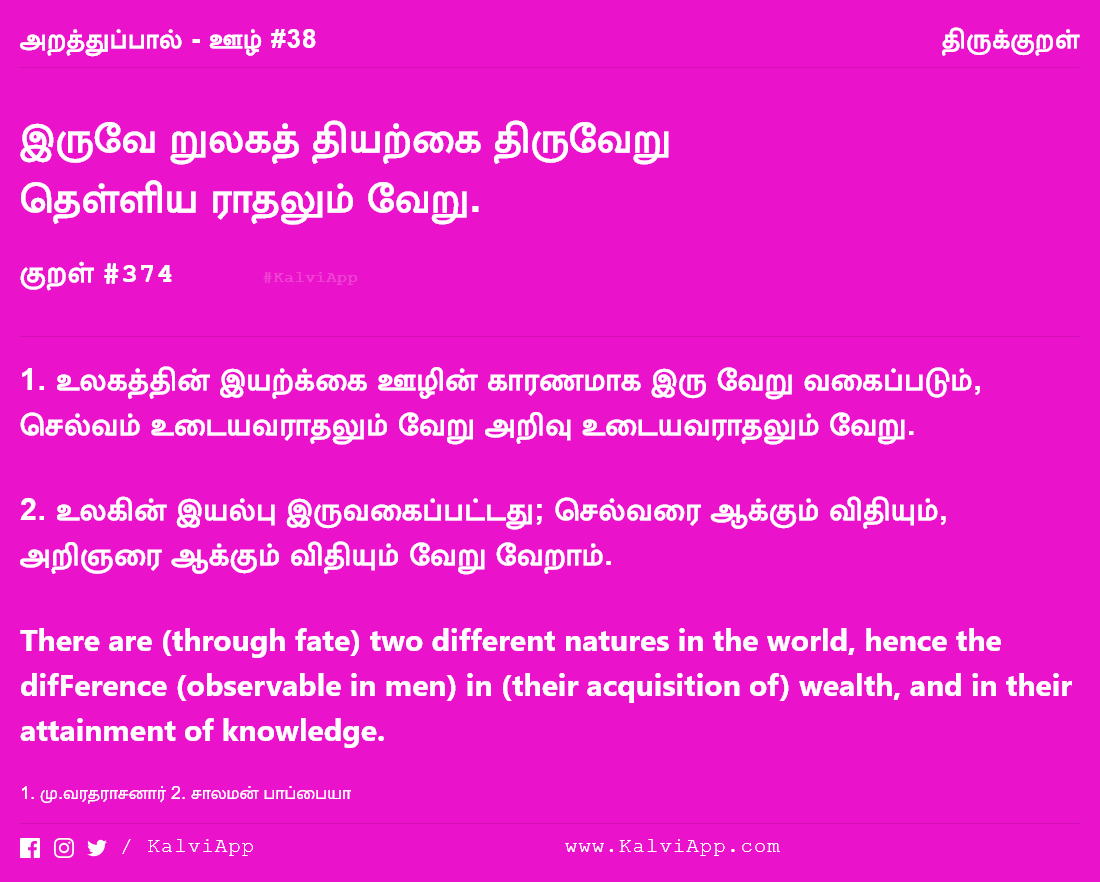 அறத்துப்பால் - ஊழ் #38
திருக்குறள்
இருவே றுலகத் தியற்கை திருவேறு
தெள்ளிய ராதலும் வேறு.
குறள் #374
#KalviApp
1. உலகத்தின் இயற்க்கை ஊழின் காரணமாக இரு வேறு வகைப்படும்,
செல்வம் உடையவராதலும் வேறு அறிவு உடையவராதலும் வேறு.
2. உலகின் இயல்பு இருவகைப்பட்டது; செல்வரை ஆக்கும் விதியும்,
அறிஞரை ஆக்கும் விதியும் வேறு வேறாம்.
There are (through fate) two different natures in the world, hence the
difFerence (observable in men) in (their acquisition of) wealth, and in their
attainment of knowledge.
1. மு.வரதராசனார் 2. சாலமன் பாப்பையா
/ KalviApp
www.KalviApp.com